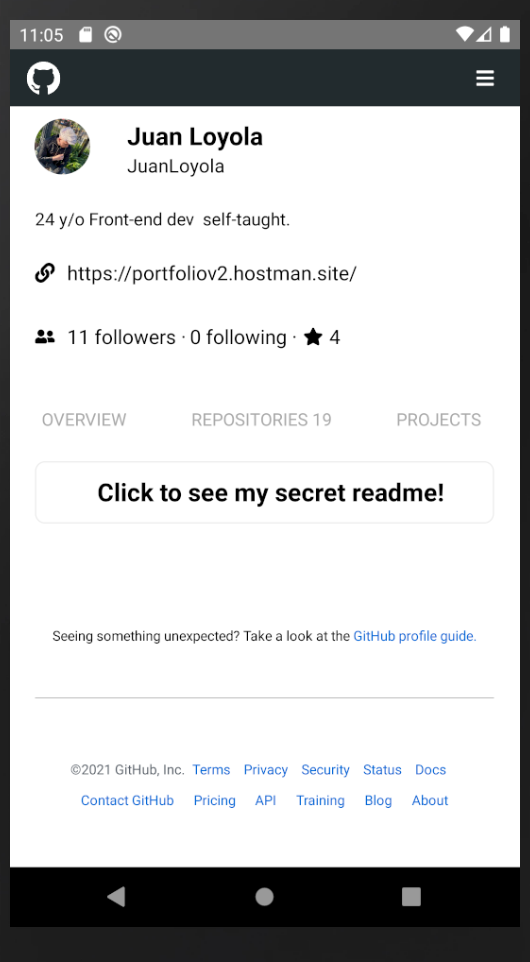 11:05
Juan Loyola
JuanLoyola
24 y/o Front-end dev  self-taught.
https://portfoliov2.hostman.site/
11 followers · 0 following · 4
OVERVIEW REPOSITORIES 19 PROJECTS
Click to see my secret readme!
Seeing something unexpected? Take a look at the GitHub profile guide.
©2021 GitHub, Inc. Terms Privacy Security Status Docs
Contact GitHub Pricing API Training Blog About